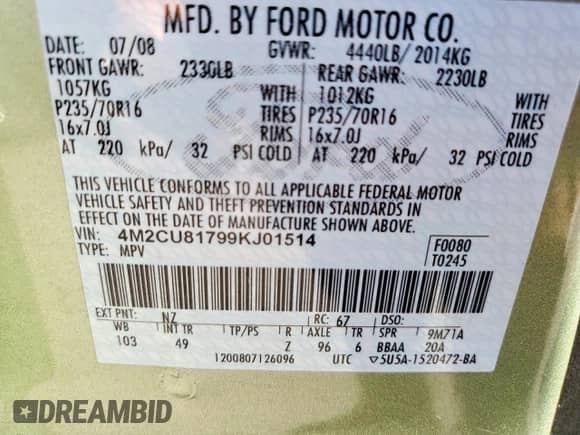 MFD. BY FORD MOTOR CO.
DATE: 07/08 GVWR: 4440LB/ 2014KG
FRONT GAWR: 2330LB REAR GAWR: 2230LB
1057KG WITH 1012KG WITH
P235/70R16 TIRES P235/70R16 TIRES
16x7.0J RIMS 16x7.0J RIMS
AT 220 kPa/ 32 PSI COLD AT 220 kPa/ 32 PSI COLD
THIS VEHICLE CONFORMS TO ALL APPLICABLE FEDERAL MOTOR
VEHICLE SAFETY AND THEFT PREVENTION STANDARDS IN
EFFECT ON THE DATE OF MANUFACTURE SHOWN ABOVE.
VIN: 4M2CU81799KJ01514 F0080
TYPE: MPV T0245
EXT PNT: NZ RC: 67 DSO:
WB INT TR TP/PS R AXLE TR SPR 9M71A
103 49 Z 96 6 BBAA 20A
1200807126096 UTC ▽5U5A-1520472-BA
DREAMBID